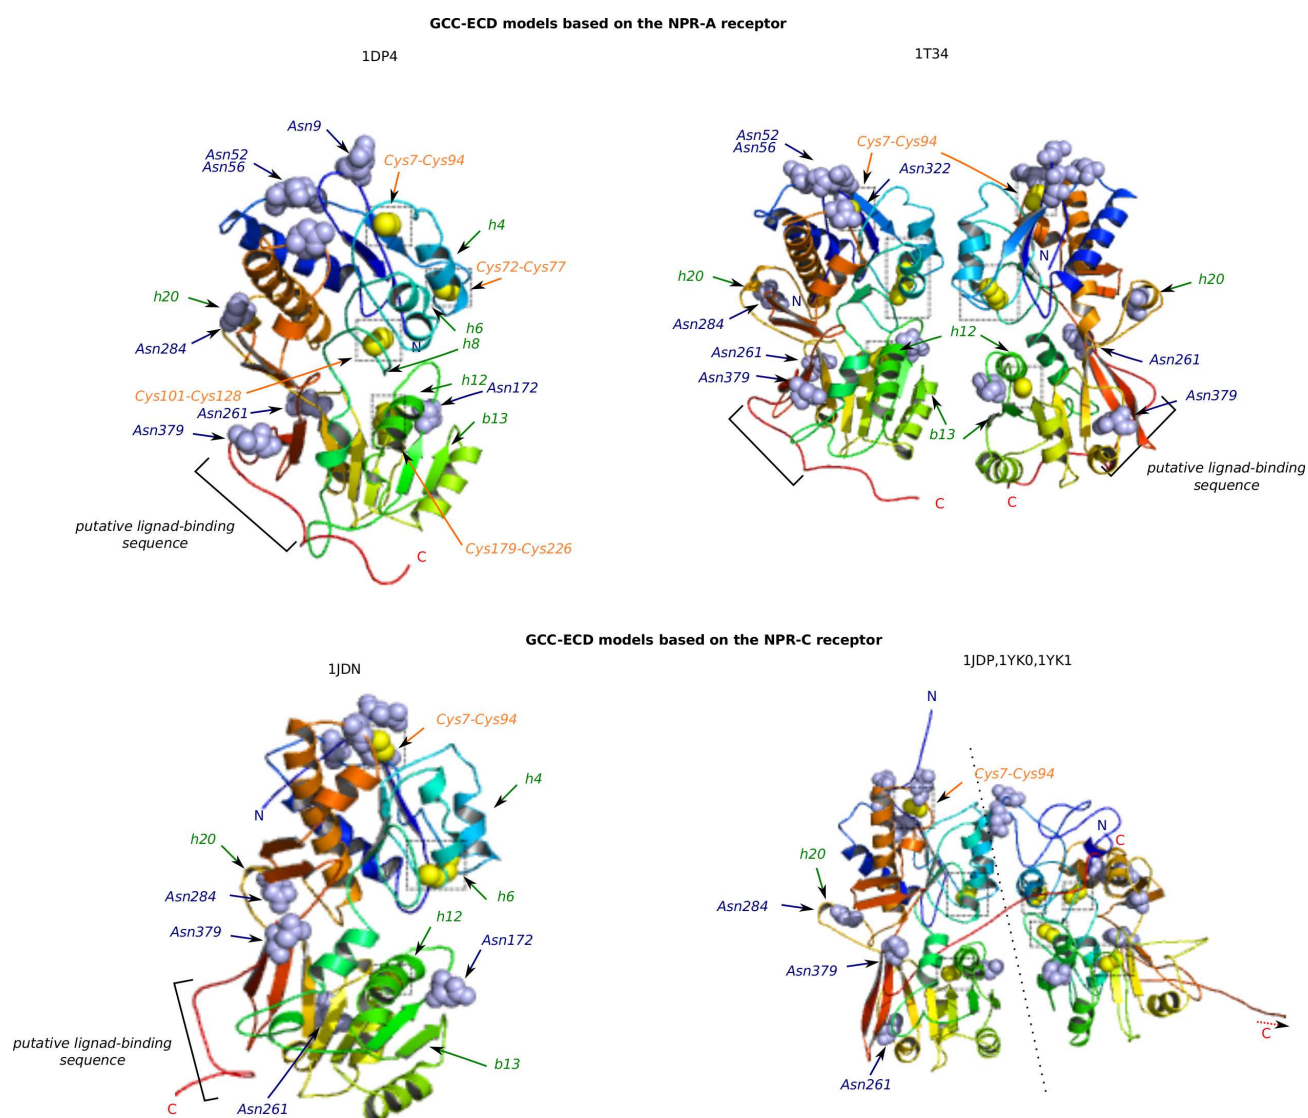 GCC-ECD models based on the NPR-A receptor
1DP4
1T34
Asn9
Asn52
Asn56
Cys7-Cys94
h4
Cys72-Cys77
h20
h6
h8
N
Asn284
h12
Asn172
Cys101-Cys128
Asn261
Asn379
b13
putative lignad-binding
sequence
Cys179-Cys226
C
Asn52
Asn56
Cys7-Cys94
Asn322
N
h20
h20
N
Asn284
h12
Asn261
Asn261
Asn379
Asn379
b13
putative lignad-binding
sequence
C
C
GCC-ECD models based on the NPR-C receptor
1JDN
1JDP,1YK0,1YK1
Cys7-Cys94
h4
N
h20
Asn284
h6
h12
Asn379
Asn172
putative lignad-binding
sequence
b13
C
Asn261
N
Cys7-Cys94
N
C
h20
Asn284
Asn379
C
Asn261